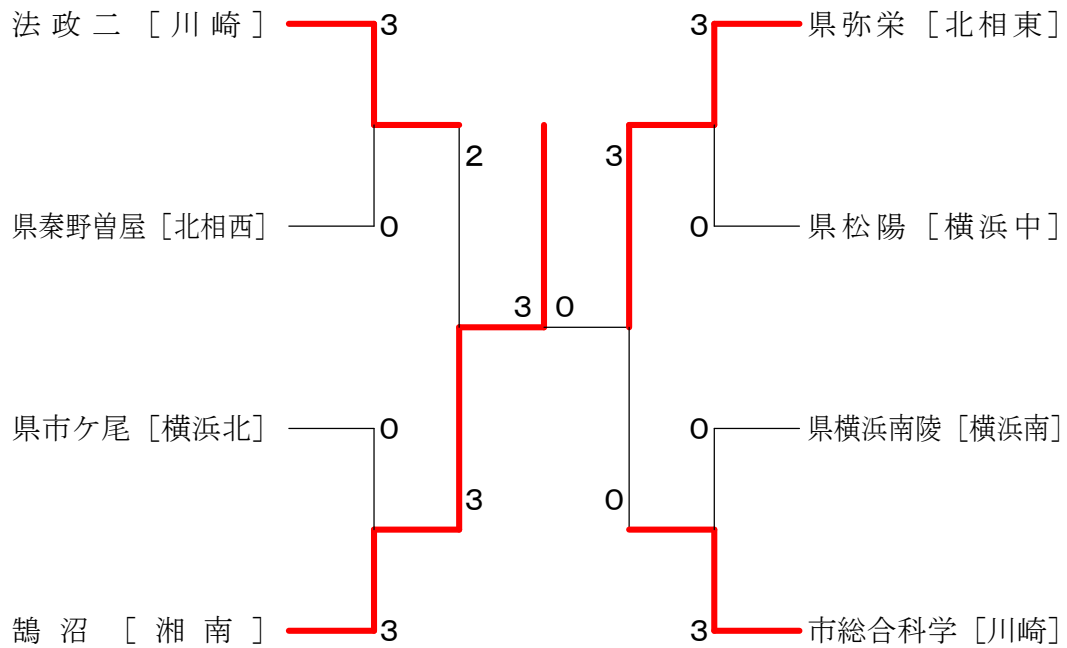 法政二［川崎］ 3 3 県弥栄［北相東］
2 3
県秦野曽屋［北相西］ 0 0 県松陽［横浜中］
3 0
県市ケ尾［横浜北］ 0 0 県横浜南陵［横浜南］
3 0
鵠沼［湘南］ 3 3 市総合科学［川崎］